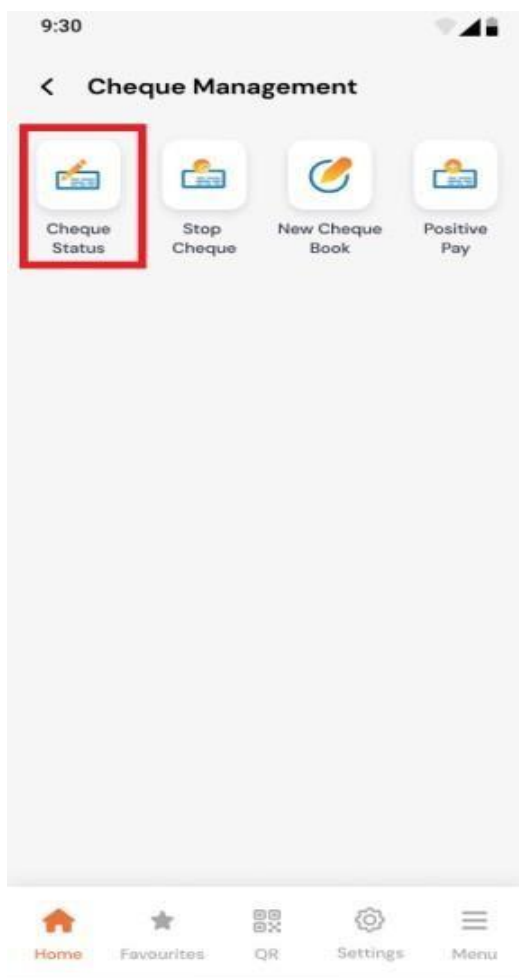 9:30
Cheque Management
Cheque Status
Stop Cheque
New Cheque Book
Positive Pay
Home
Favourites
QR
Settings
Menu